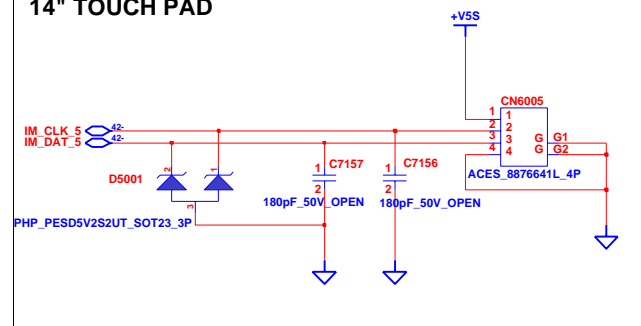 14" TOUCH PAD
+V5S
CN6005
1 1
2 2
3 3
4 4
G G1
G G2
ACES_8876641L_4P
IM_CLK_5 42-
IM_DAT_5 42-
D5001
2
1
3
PHP_PESD5V2S2UT_SOT23_3P
1 C7157
2
180pF_50V_OPEN
1 C7156
2
180pF_50V_OPEN